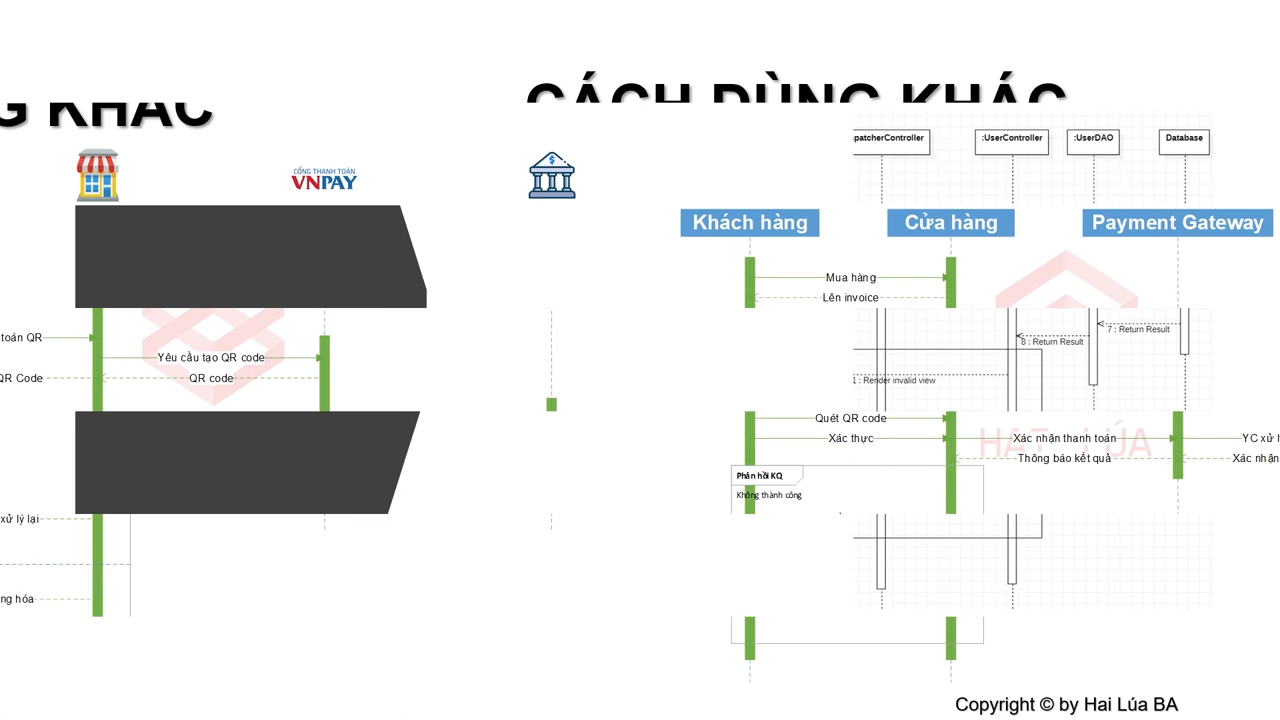 CÁCH DÙNG KHÁC
G KHÁC
:UserController
:UserDAO
Database
patcherController
CỔNG THANH TOÁN
VNPAY
Khách hàng
Cửa hàng
Payment Gateway
Mua hàng
Lên invoice
7 : Return Result
8 : Return Result
toán QR
Yêu cầu tạo QR code
QR Code
QR code
1 : Render invalid view
Quét QR code
Xác thực
Xác nhận thanh toán
YC xử
Thông báo kết quả
Xác nhận
HAI LÚA
Phản hồi KQ
Không thành công
xử lý lại
ng hóa
Copyright © by Hai Lúa BA